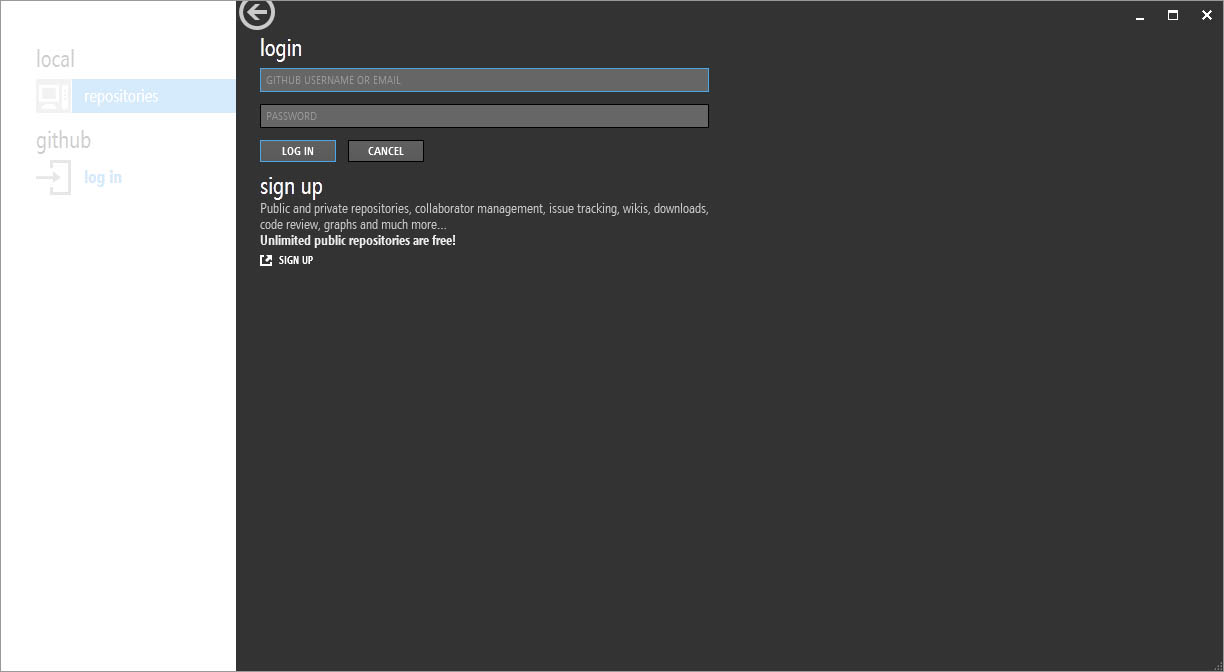 local
repositories
github
log in
login
GITHUB USERNAME OR EMAIL
PASSWORD
LOG IN CANCEL
sign up
Public and private repositories, collaborator management, issue tracking, wikis, downloads,
code review, graphs and much more...
Unlimited public repositories are free!
SIGN UP